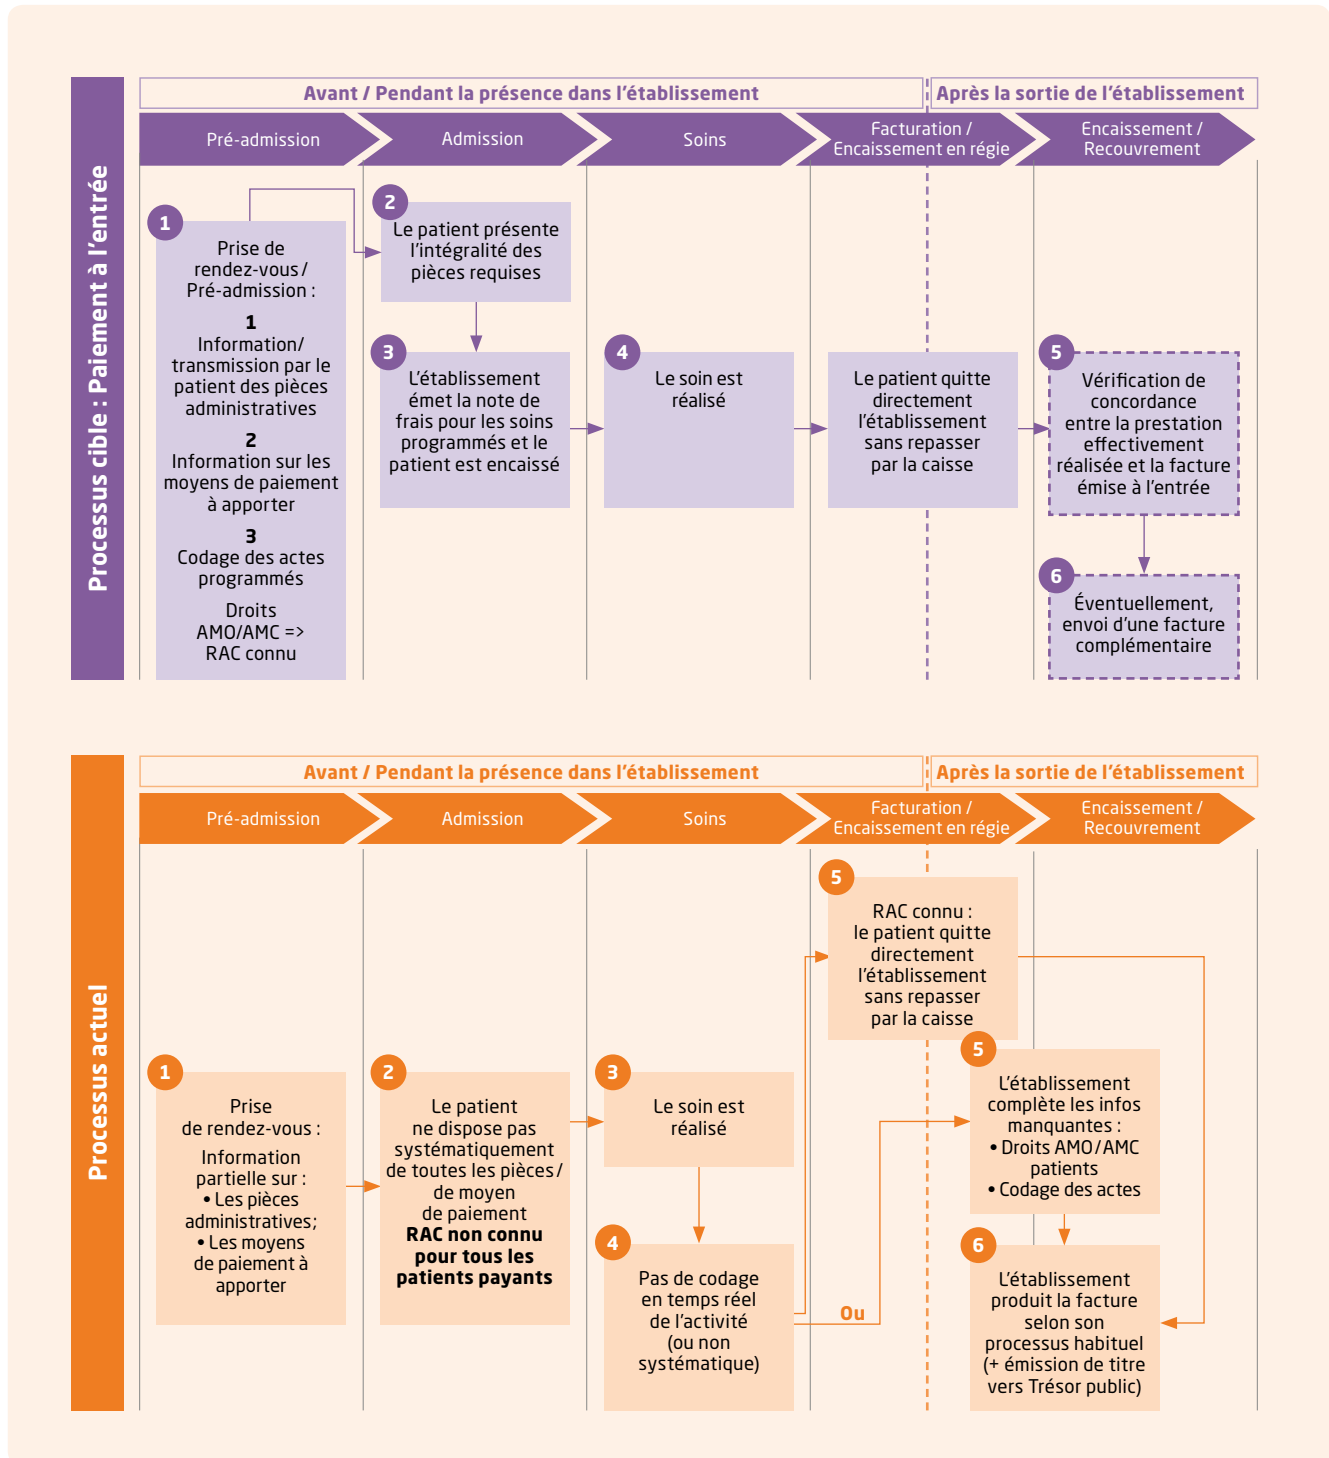 Processus cible : Paiement à l'entrée
Avant / Pendant la présence dans l'établissement
Après la sortie de l'établissement
Pré-admission
Admission
Soins
Facturation /
Encaissement en régie
Encaissement /
Recouvrement
1
Prise de
rendez-vous /
Pré-admission :
1
Information/
transmission par le
patient des pièces
administratives
2
Information sur les
moyens de paiement
à apporter
3
Codage des actes
programmés
Droits
AMO/AMC =>
RAC connu
2
Le patient présente
l'intégralité des
pièces requises
3
L'établissement
émet la note de
frais pour les soins
programmés et le
patient est encaissé
4
Le soin est
réalisé
Le patient quitte
directement
l'établissement
sans repasser
par la caisse
5
Vérification de
concordance
entre la prestation
effectivement
réalisée et la facture
émise à l'entrée
6
Éventuellement,
envoi d'une facture
complémentaire
Processus actuel
Avant / Pendant la présence dans l'établissement
Après la sortie de l'établissement
Pré-admission
Admission
Soins
Facturation /
Encaissement en régie
Encaissement /
Recouvrement
1
Prise
de rendez-vous :
Information
partielle sur :
• Les pièces
administratives;
• Les moyens
de paiement à
apporter
2
Le patient
ne dispose pas
systématiquement
de toutes les pièces /
de moyen
de paiement
RAC non connu
pour tous les
patients payants
3
Le soin est
réalisé
4
Pas de codage
en temps réel
de l'activité
(ou non
systématique)
Ou
5
RAC connu :
le patient quitte
directement
l'établissement
sans repasser
par la caisse
5
L'établissement
complète les infos
manquantes :
• Droits AMO/AMC
patients
• Codage des actes
6
L'établissement
produit la facture
selon son
processus habituel
(+ émission de titre
vers Trésor public)